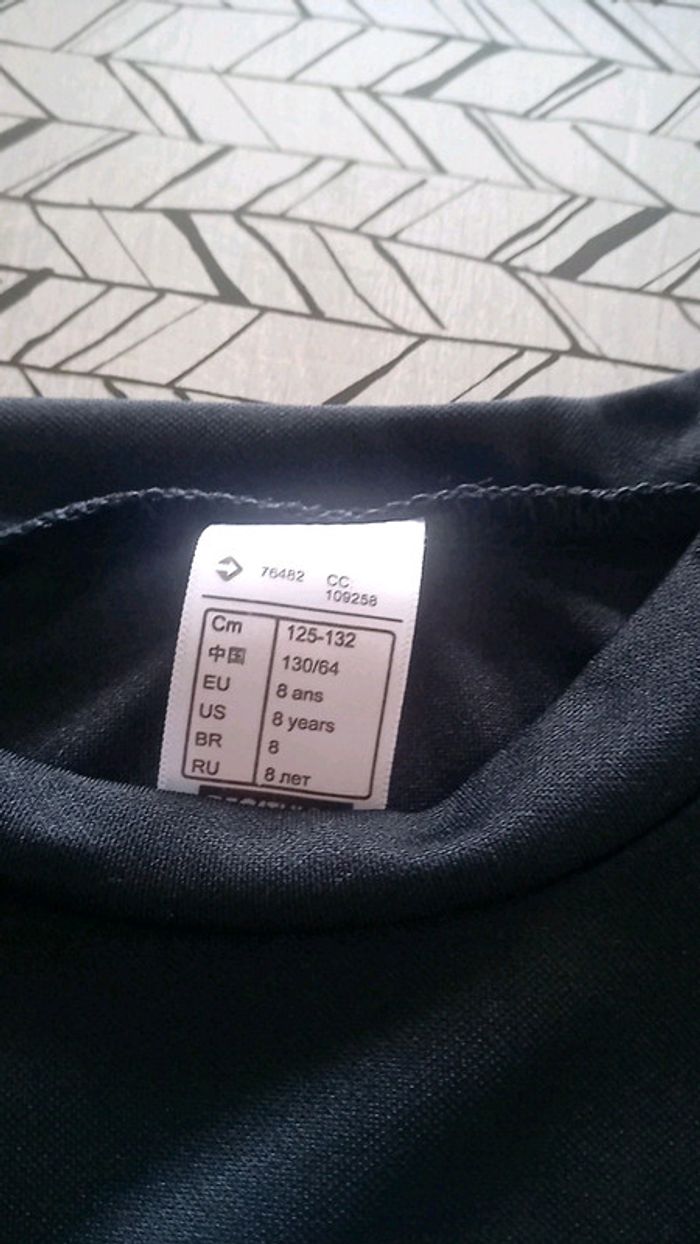 76482 CC:
109258
Cm 125-132
中国 130/64
EU 8 ans
US 8 years
BR 8
RU 8 лет